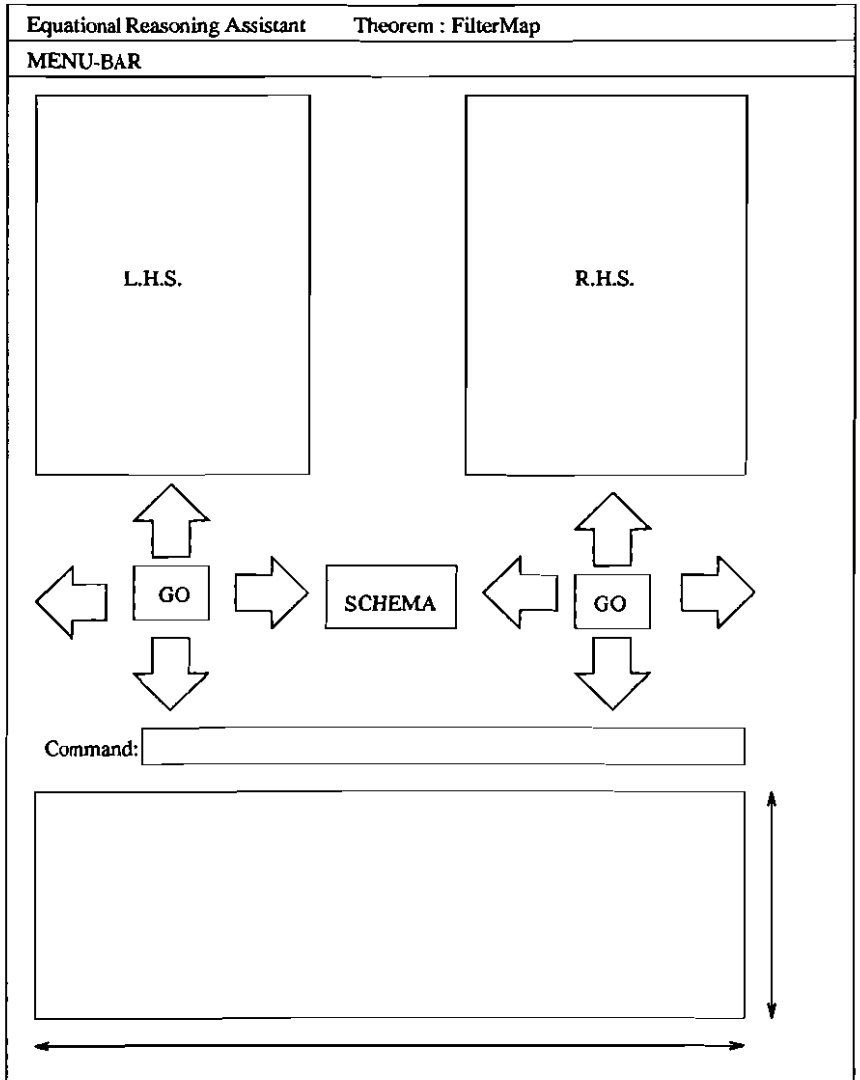 Equational Reasoning Assistant Theorem : FilterMap
MENU-BAR
L.H.S. R.H.S.
GO SCHEMA GO
Command: